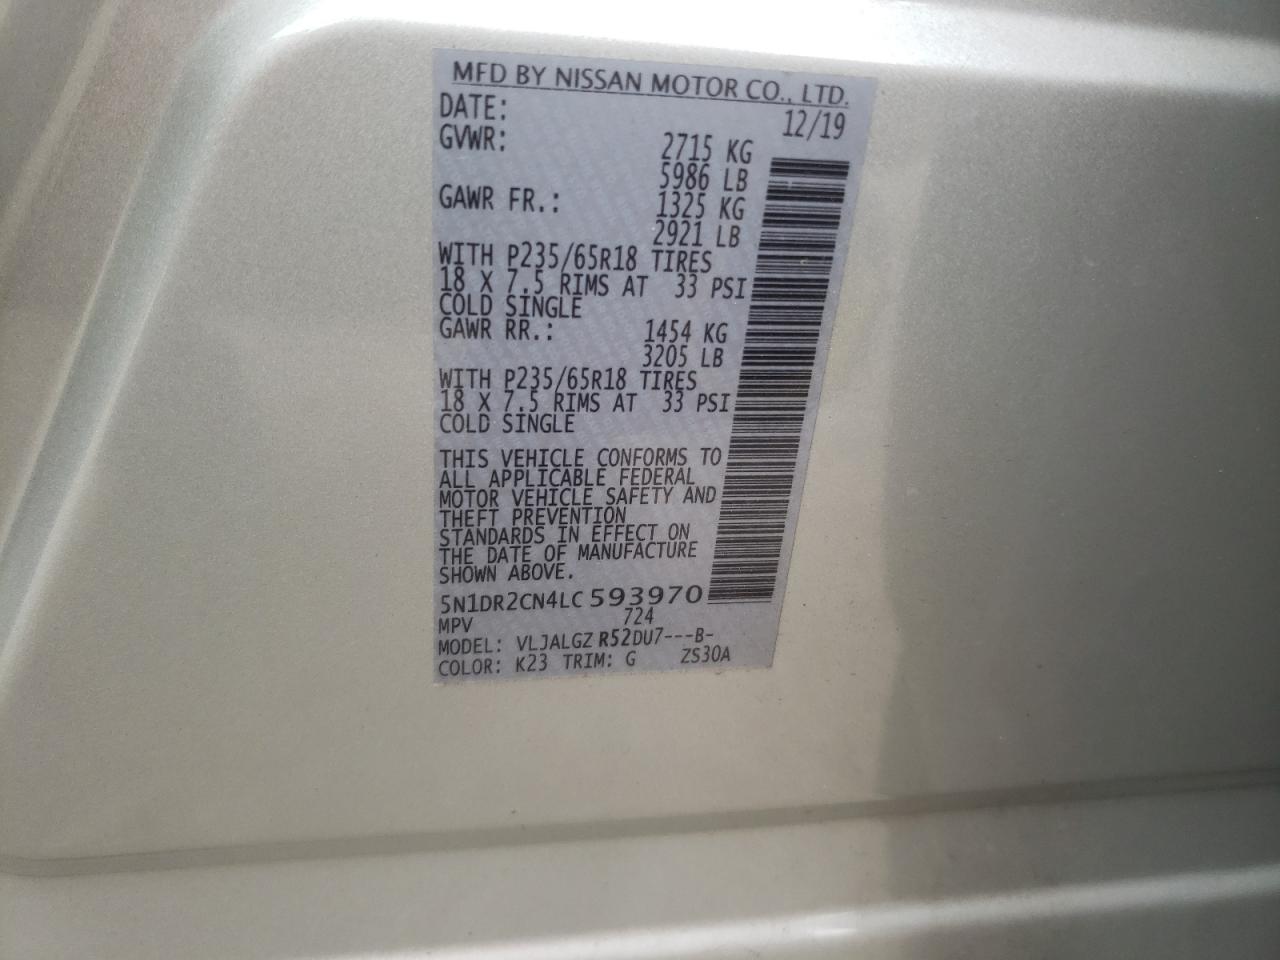 MFD BY NISSAN MOTOR CO., LTD.
DATE: 12/19
GVWR: 2715 KG
5986 LB
GAWR FR.: 1325 KG
2921 LB
WITH P235/65R18 TIRES
18 X 7.5 RIMS AT 33 PSI
COLD SINGLE
GAWR RR.: 1454 KG
3205 LB
WITH P235/65R18 TIRES
18 X 7.5 RIMS AT 33 PSI
COLD SINGLE
THIS VEHICLE CONFORMS TO
ALL APPLICABLE FEDERAL
MOTOR VEHICLE SAFETY AND
THEFT PREVENTION
STANDARDS IN EFFECT ON
THE DATE OF MANUFACTURE
SHOWN ABOVE.
5N1DR2CN4LC593970
MPV 724
MODEL: VLJALGZ R52DU7---B-
COLOR: K23 TRIM: G ZS30A